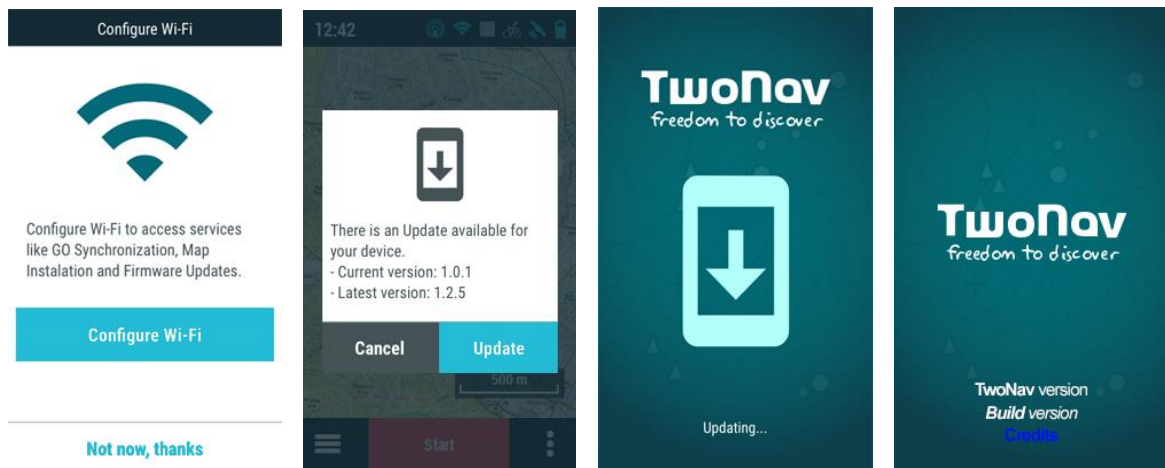 Configure Wi-Fi
Configure Wi-Fi to access services
like GO Synchronization, Map
Instalation and Firmware Updates.
Configure Wi-Fi
Not now, thanks
12:42
There is an Update available for
your device.
- Current version: 1.0.1
- Latest version: 1.2.5
Cancel
Update
500 m
Start
TwoNav
freedom to discover
Updating...
TwoNav
freedom to discover
TwoNav version
Build version
Credits